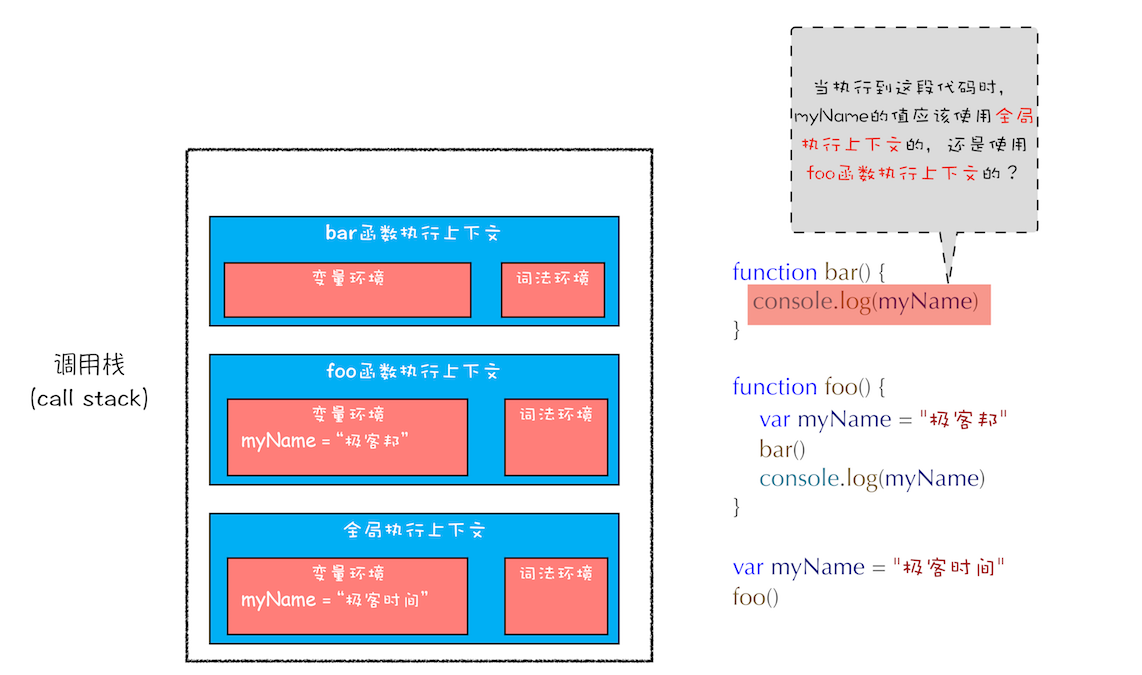 当执行到这段代码时,
myName的值应该使用全局
执行上下文的, 还是使用
foo函数执行上下文的？
调用栈
(call stack)
bar函数执行上下文
变量环境
词法环境
foo函数执行上下文
变量环境
myName = “极客邦”
词法环境
全局执行上下文
变量环境
myName = “极客时间”
词法环境
function bar() {
console.log(myName)
}
function foo() {
var myName = "极客邦"
bar()
console.log(myName)
}
var myName = "极客时间"
foo()